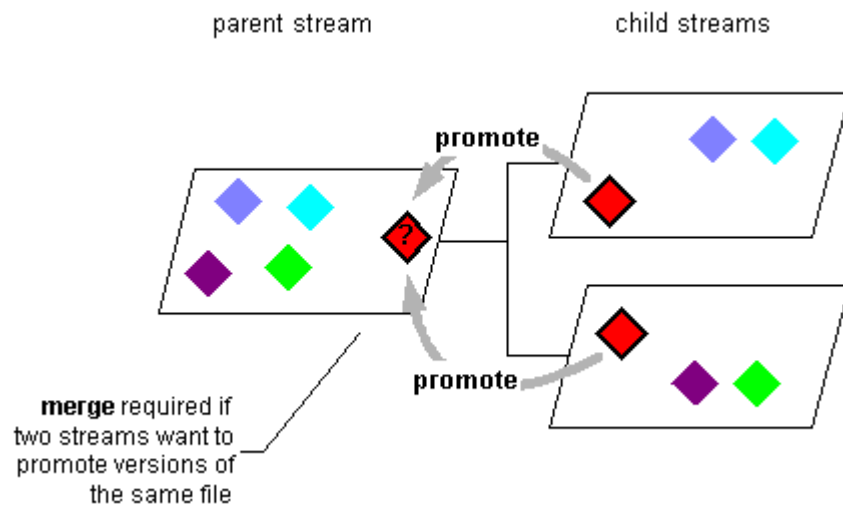 parent stream
child streams
promote
?
promote
merge required if
two streams want to
promote versions of
the same file